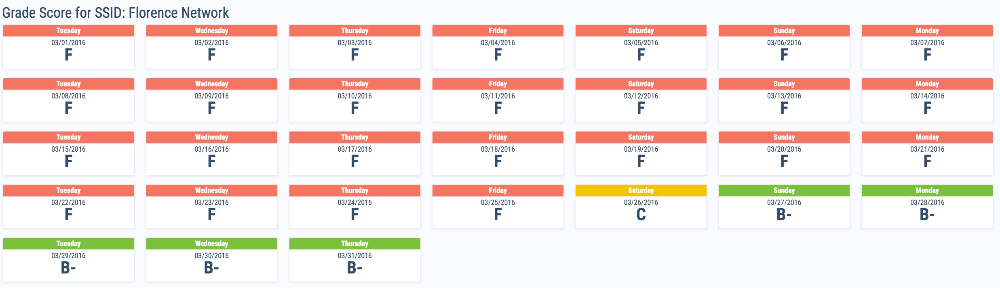 Grade Score for SSID: Florence Network
Tuesday Wednesday Thursday Friday Saturday Sunday Monday
03/01/2016 03/02/2016 03/03/2016 03/04/2016 03/05/2016 03/06/2016 03/07/2016
F F F F F F F
Tuesday Wednesday Thursday Friday Saturday Sunday Monday
03/08/2016 03/09/2016 03/10/2016 03/11/2016 03/12/2016 03/13/2016 03/14/2016
F F F F F F F
Tuesday Wednesday Thursday Friday Saturday Sunday Monday
03/15/2016 03/16/2016 03/17/2016 03/18/2016 03/19/2016 03/20/2016 03/21/2016
F F F F F F F
Tuesday Wednesday Thursday Friday Saturday Sunday Monday
03/22/2016 03/23/2016 03/24/2016 03/25/2016 03/26/2016 03/27/2016 03/28/2016
F F F F C B- B-
Tuesday Wednesday Thursday
03/29/2016 03/30/2016 03/31/2016
B- B- B-